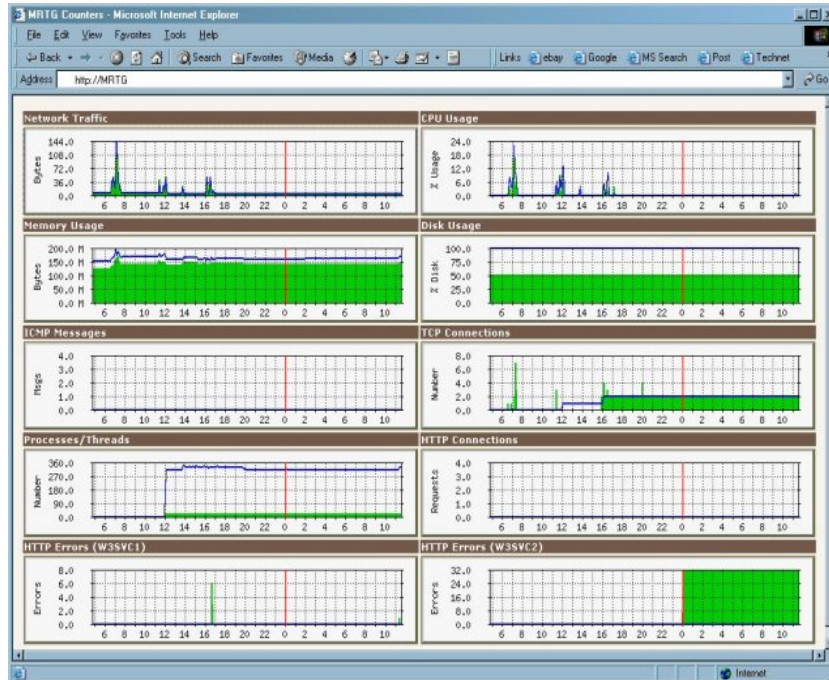 MRTG Counters - Microsoft Internet Explorer
File Edit View Favorites Tools Help
Back Search Favorites Media Links ebay Google MS Search Post Technet
Address http://MRTG Go
Network Traffic CPU Usage
144.0 24.0
108.0 18.0
72.0 12.0
36.0 6.0
0.0 0.0
Bytes % Usage
6 8 10 12 14 16 18 20 22 0 2 4 6 8 10 6 8 10 12 14 16 18 20 22 0 2 4 6 8 10
Memory Usage Disk Usage
200.0 M 100.0
150.0 M 75.0
100.0 M 50.0
50.0 M 25.0
0.0 M 0.0
Bytes % Disk
6 8 10 12 14 16 18 20 22 0 2 4 6 8 10 6 8 10 12 14 16 18 20 22 0 2 4 6 8 10
ICMP Messages TCP Connections
4.0 8.0
3.0 6.0
2.0 4.0
1.0 2.0
0.0 0.0
Msgs Number
6 8 10 12 14 16 18 20 22 0 2 4 6 8 10 6 8 10 12 14 16 18 20 22 0 2 4 6 8 10
Processes/Threads HTTP Connections
360.0 4.0
270.0 3.0
180.0 2.0
90.0 1.0
0.0 0.0
Number Requests
6 8 10 12 14 16 18 20 22 0 2 4 6 8 10 6 8 10 12 14 16 18 20 22 0 2 4 6 8 10
HTTP Errors (W3SVC1) HTTP Errors (W3SVC2)
8.0 32.0
6.0 24.0
4.0 16.0
2.0 8.0
0.0 0.0
Errors Errors
6 8 10 12 14 16 18 20 22 0 2 4 6 8 10 6 8 10 12 14 16 18 20 22 0 2 4 6 8 10
Internet